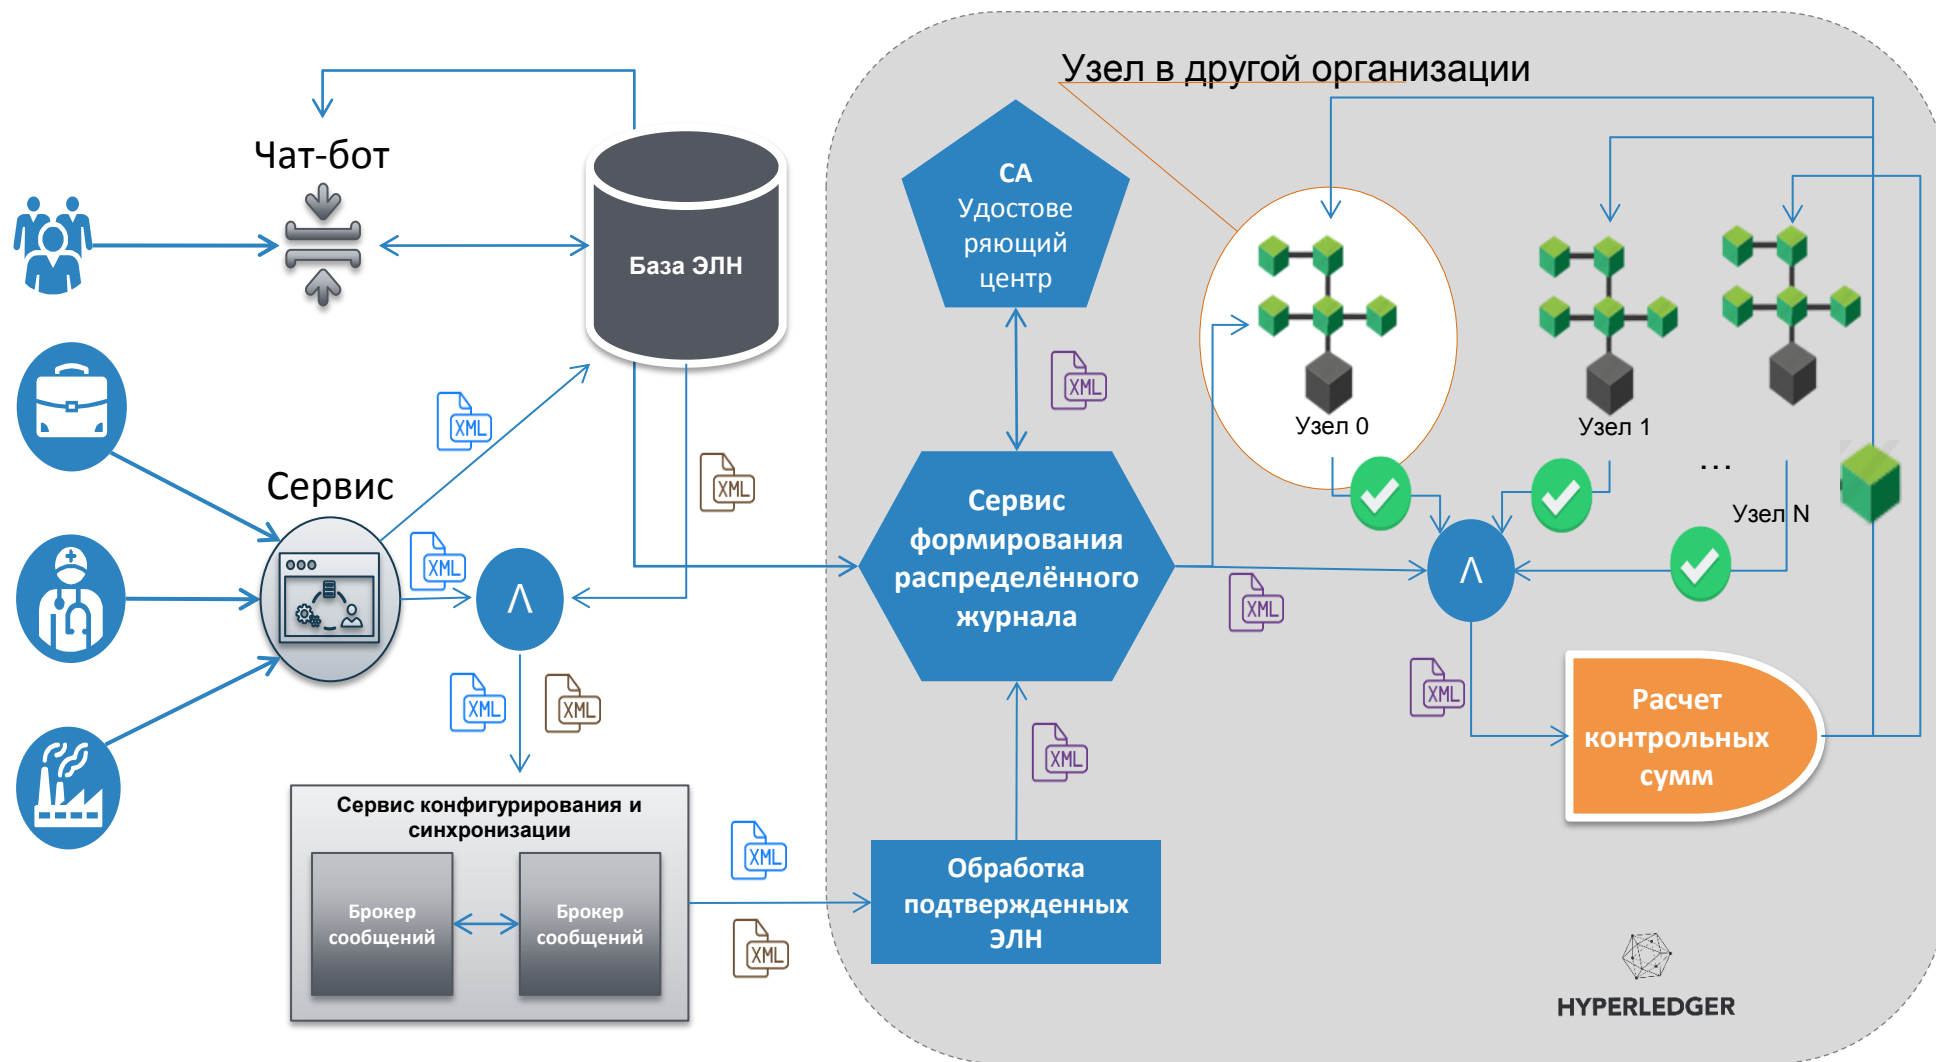 Узел в другой организации
Чат-бот
База ЭЛН
CA
Удостове
ряющий
центр
XML
XML
XML
Узел 0
Узел 1
...
Узел N
Сервис
XML
Сервис
формирования
распределённого
журнала
Λ
Λ
XML
XML
XML
XML
XML
Расчет
контрольных
сумм
Сервис конфигурирования и
синхронизации
XML
Брокер
сообщений
Брокер
сообщений
Обработка
подтвержденных
ЭЛН
XML
HYPERLEDGER